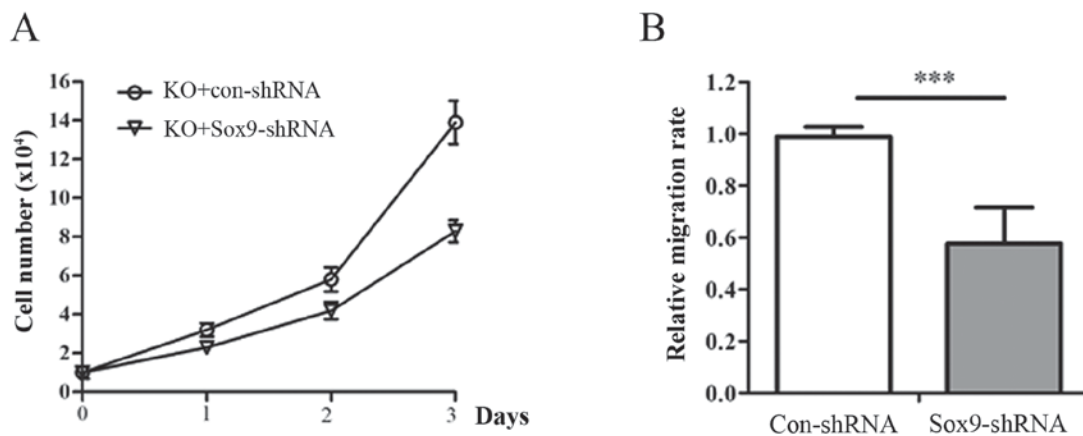 A
KO+con-shRNA
KO+Sox9-shRNA
Cell number (x10⁴)
16
14
12
10
8
6
4
2
0
0 1 2 3 Days
B
***
Relative migration rate
1.2
1.0
0.8
0.6
0.4
0.2
0.0
Con-shRNA Sox9-shRNA